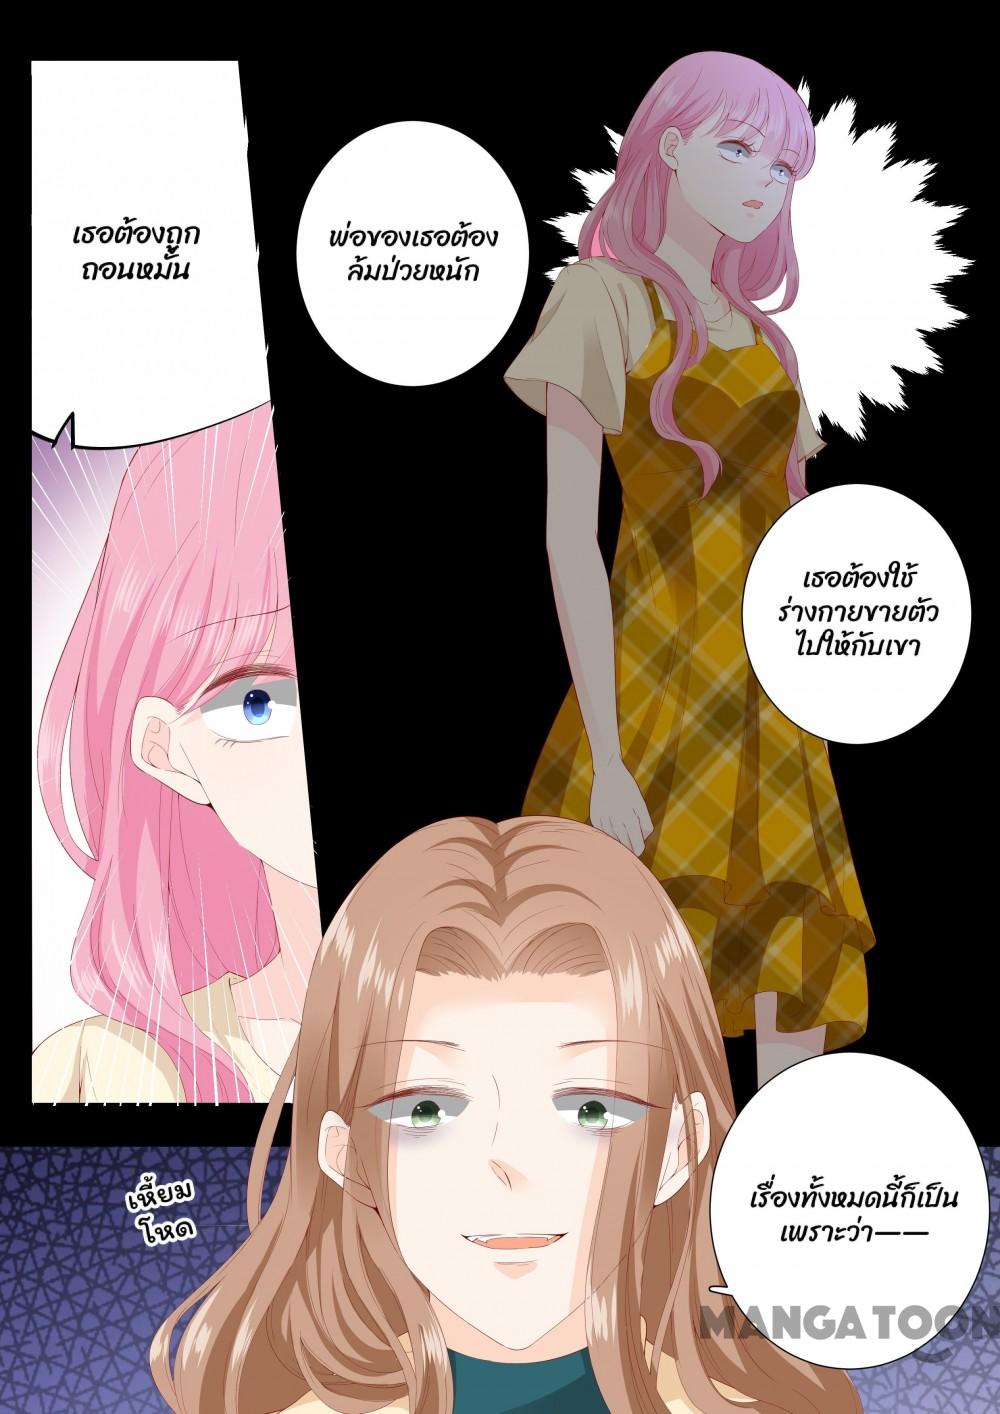 เธอต้องถูก
ถอนหมั้น
พ่อของเธอต้อง
ล้มป่วยหนัก
เธอต้องใช้
ร่างกายขายตัว
ไปให้กับเขา
เรื่องทั้งหมดนี้ก็เป็น
เพราะว่า——
เหี้ยม
โหด
MANGATOON